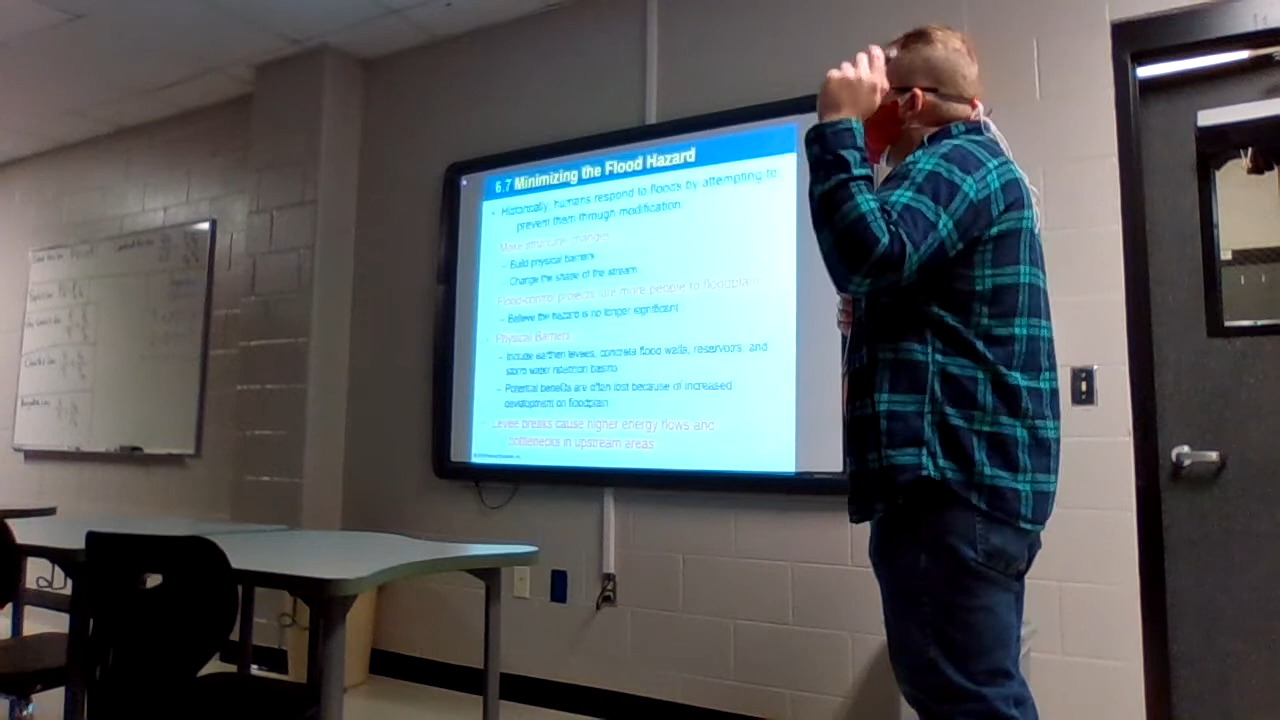 6.7 Minimizing the Flood Hazard
• Historically, humans respond to floods by attempting to
prevent them through modification.
Make structure changes
– Build physical barriers
– Change the shape of the stream
Flood-control projects lure more people to floodplain
– Believe the hazard is no longer significant
• Physical Barriers
– Include earthen levees, concrete flood walls, reservoirs, and
storm water retention basins
– Potential benefits are often lost because of increased
development on floodplain
Levee breaks cause higher energy flows and
bottlenecks in upstream areas